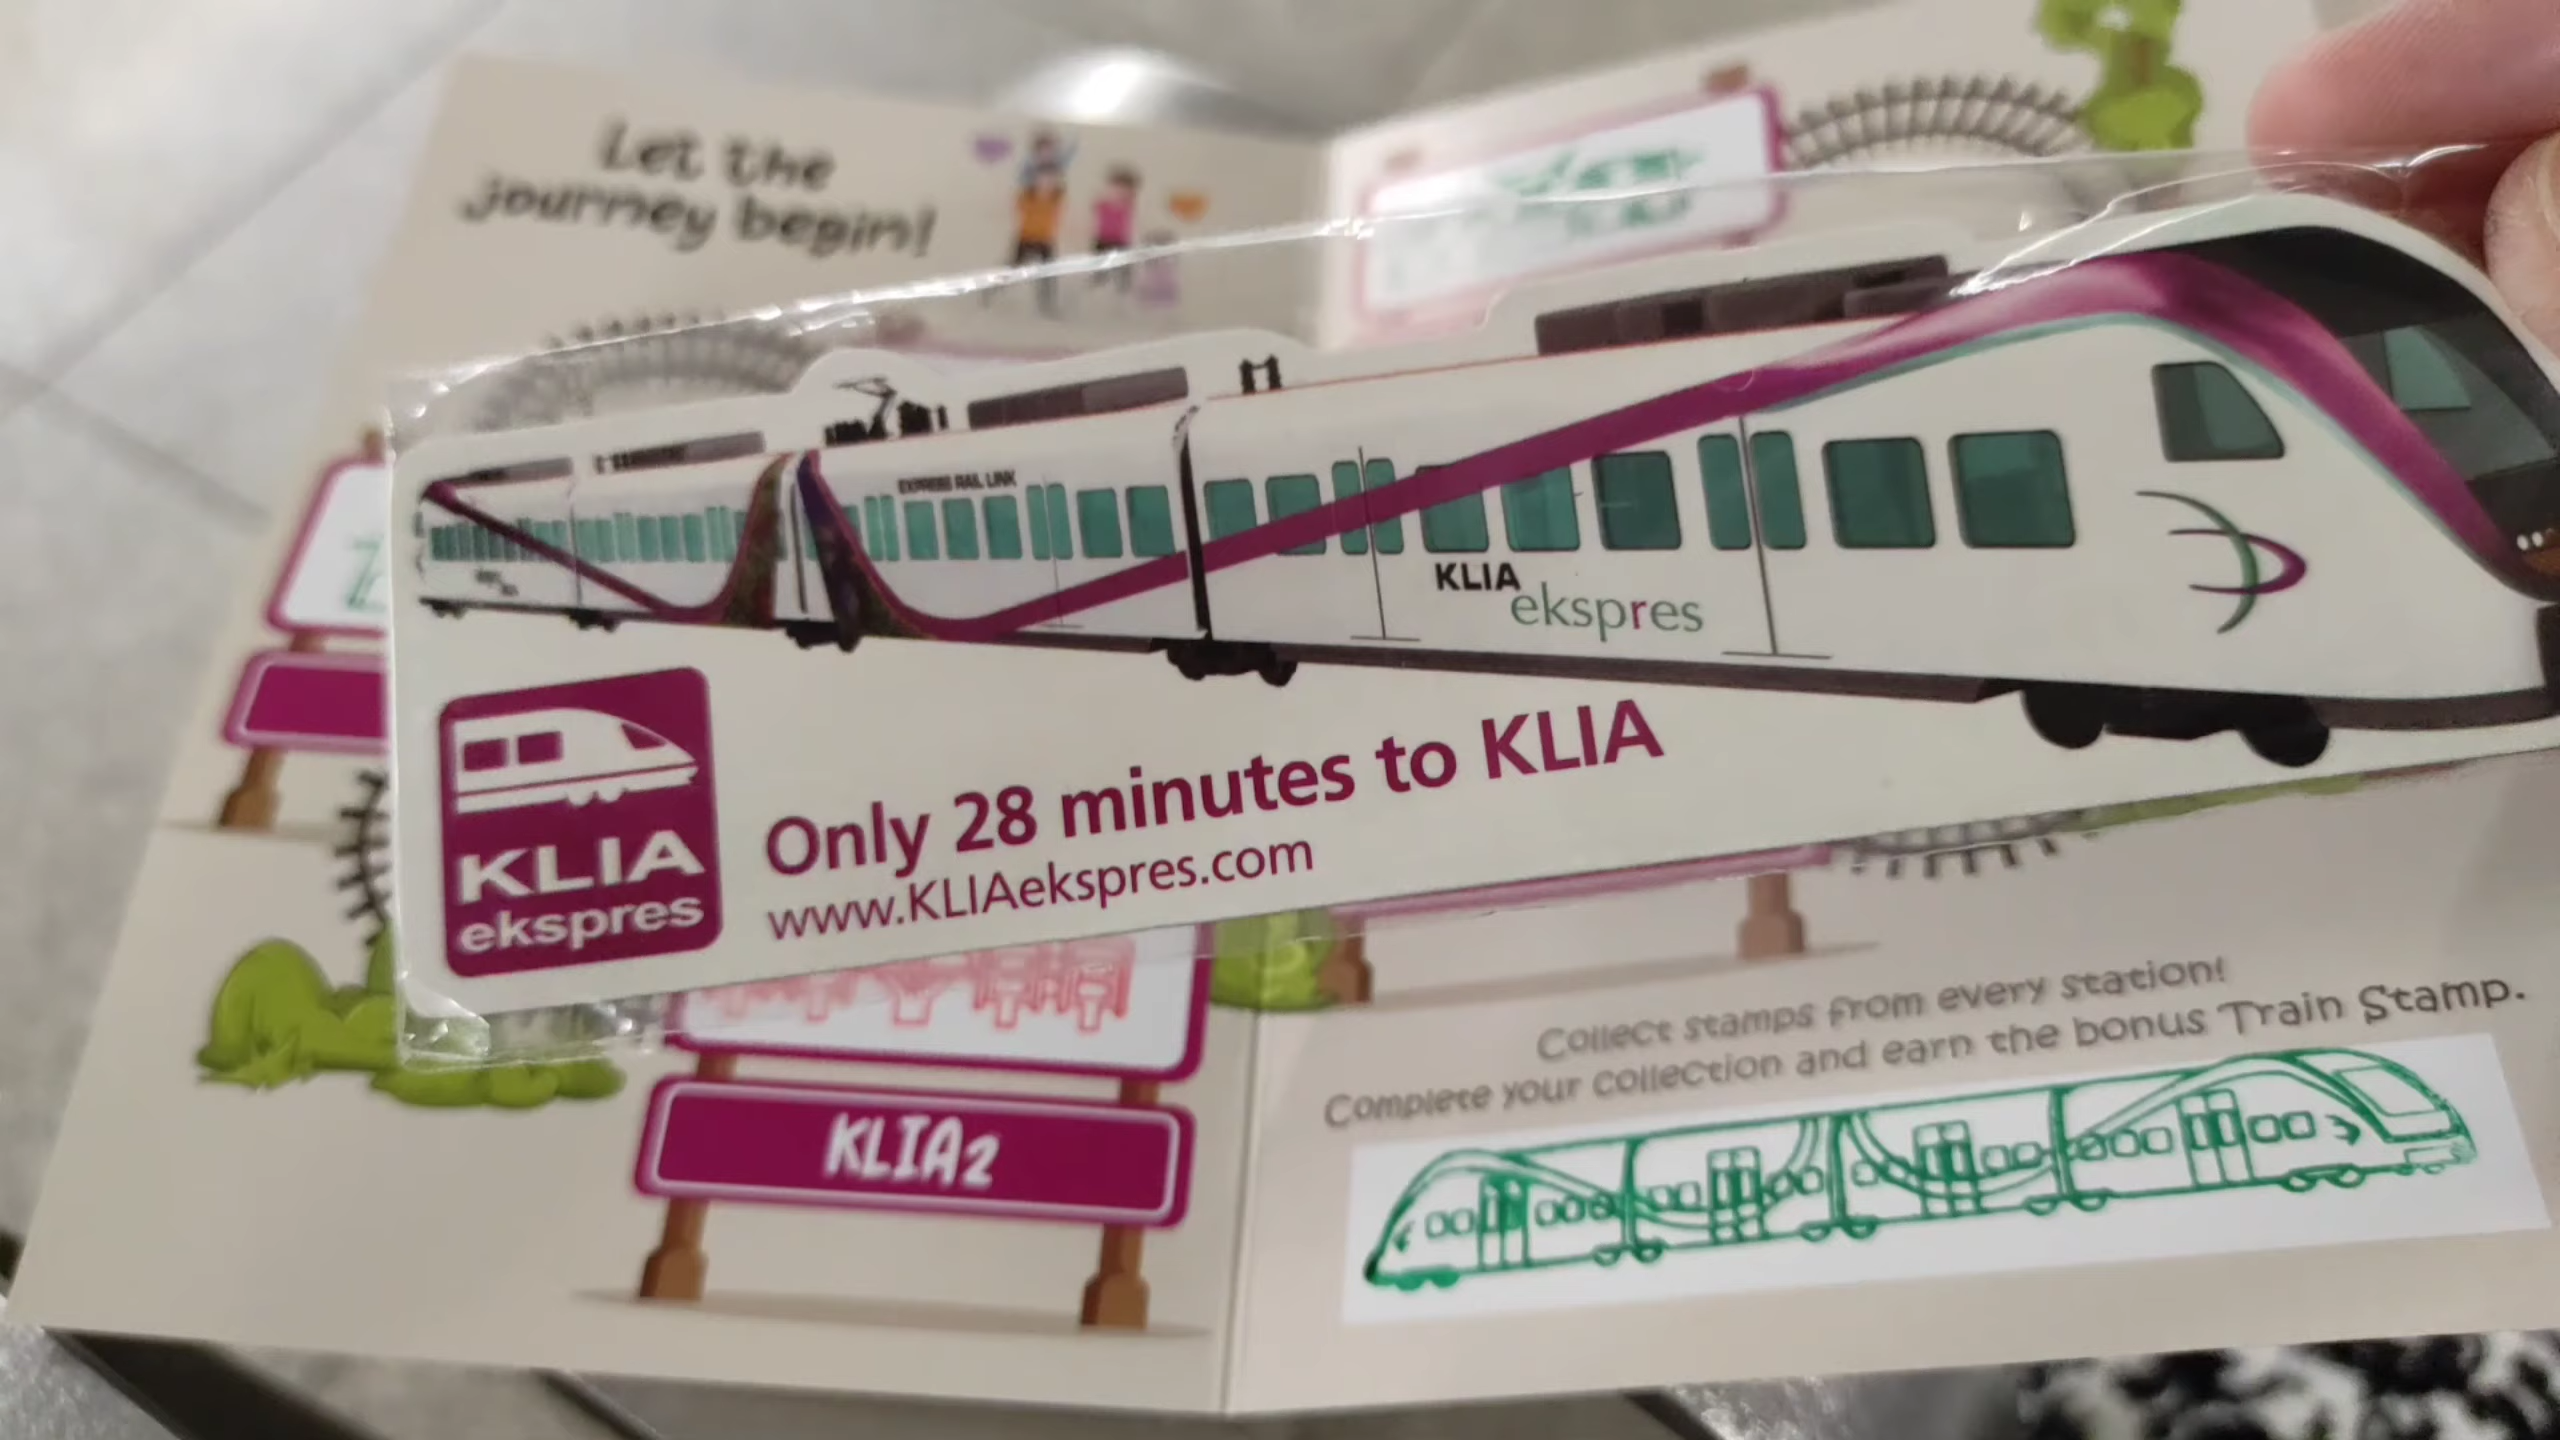 Let the
journey begin!
EXPRESS RAIL LINK
KLIA
ekspres
KLIA
ekspres
Only 28 minutes to KLIA
www.KLIAekspres.com
KLIA2
Collect stamps from every station!
Complete your collection and earn the bonus Train Stamp.